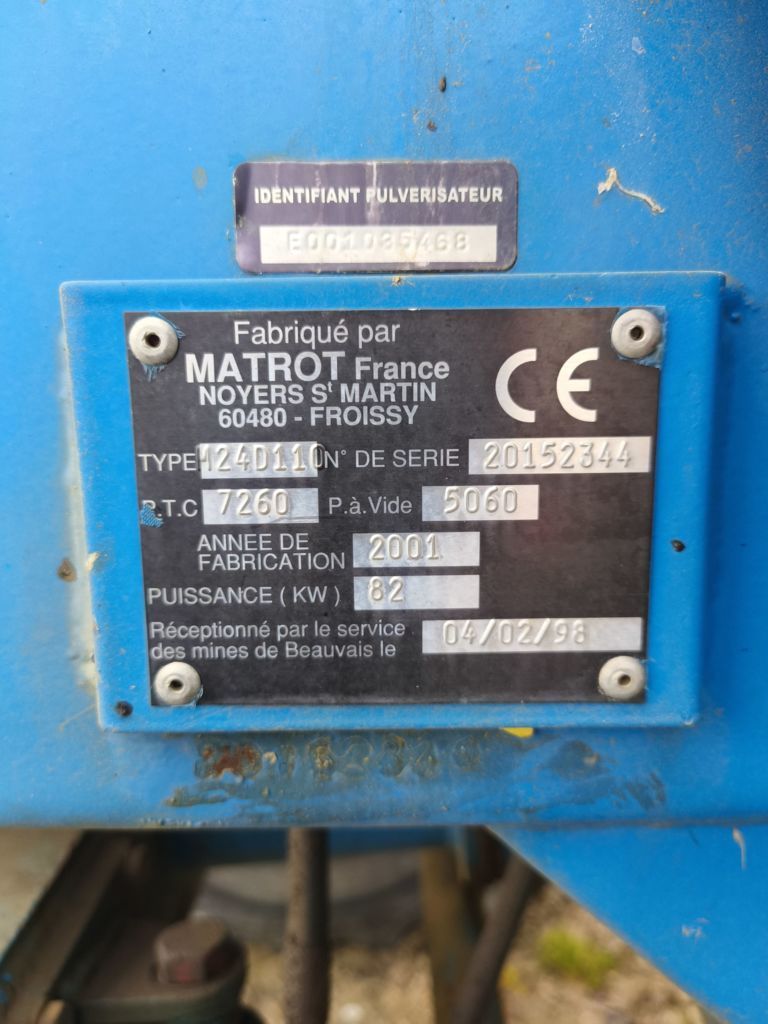 IDENTIFIANT PULVERISATEUR
E001035468
Fabriqué par
MATROT France
NOYERS St MARTIN
60480 - FROISSY
CE
TYPE M24D110 N° DE SERIE 20152344
P.T.C 7260 P.à.Vide 5060
ANNEE DE
FABRICATION 2001
PUISSANCE ( KW ) 82
Réceptionné par le service
des mines de Beauvais le 04/02/98